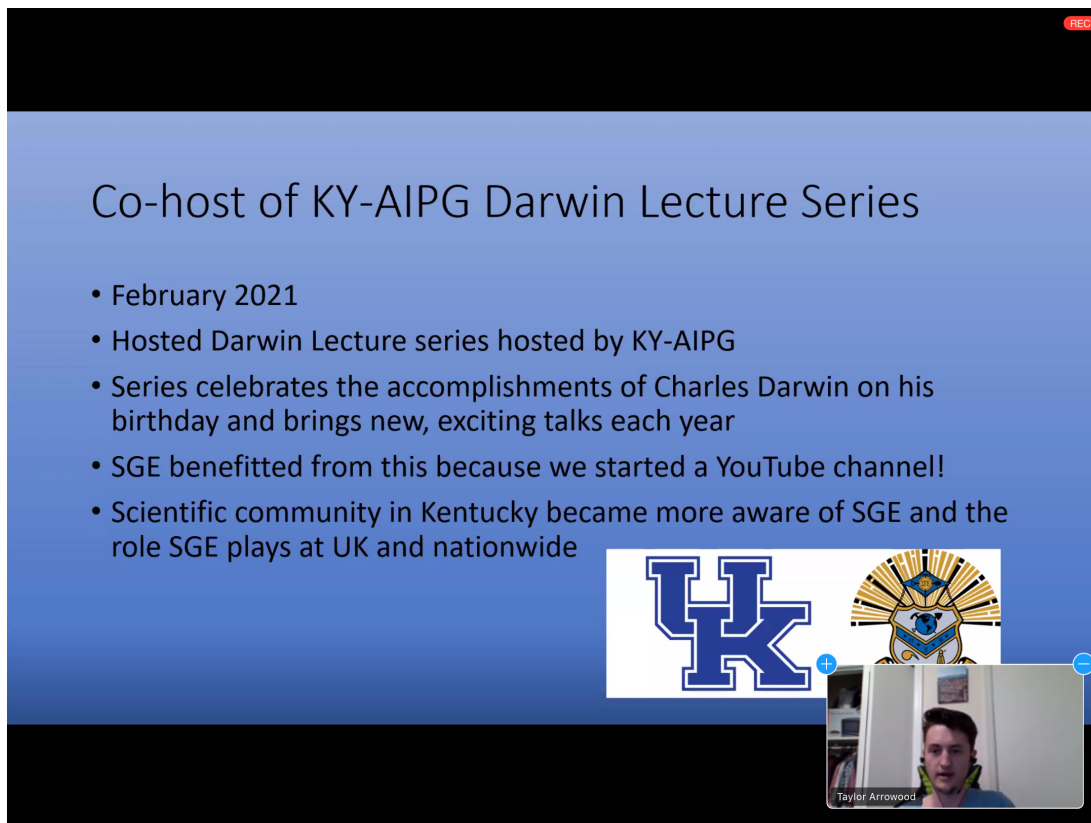 REC
Co-host of KY-AIPG Darwin Lecture Series
• February 2021
• Hosted Darwin Lecture series hosted by KY-AIPG
• Series celebrates the accomplishments of Charles Darwin on his
birthday and brings new, exciting talks each year
• SGE benefitted from this because we started a YouTube channel!
• Scientific community in Kentucky became more aware of SGE and the
role SGE plays at UK and nationwide
UK
Taylor Arrowood